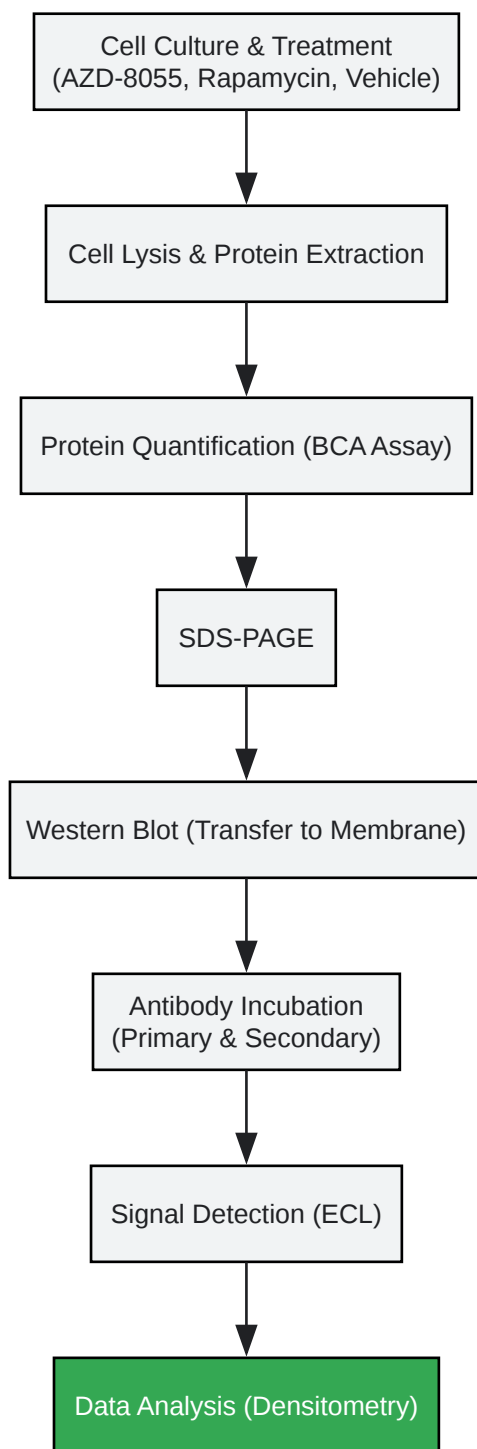 Cell Culture & Treatment
(AZD-8055, Rapamycin, Vehicle)
Cell Lysis & Protein Extraction
Protein Quantification (BCA Assay)
SDS-PAGE
Western Blot (Transfer to Membrane)
Antibody Incubation
(Primary & Secondary)
Signal Detection (ECL)
Data Analysis (Densitometry)